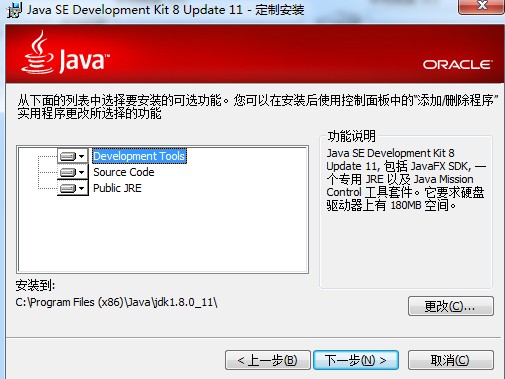 Java SE Development Kit 8 Update 11 - 定制安装
Java™
ORACLE®
从下面的列表中选择要安装的可选功能。您可以在安装后使用控制面板中的“添加/删除程序”
实用程序更改所选择的功能
Development Tools
Source Code
Public JRE
功能说明
Java SE Development Kit 8
Update 11, 包括 JavaFX SDK, 一
个专用 JRE 以及 Java Mission
Control 工具套件。它要求硬盘
驱动器上有 180MB 空间。
安装到:
C:\Program Files (x86)\Java\jdk1.8.0_11\
更改(C)...
< 上一步(B)
下一步(N) >
取消(C)